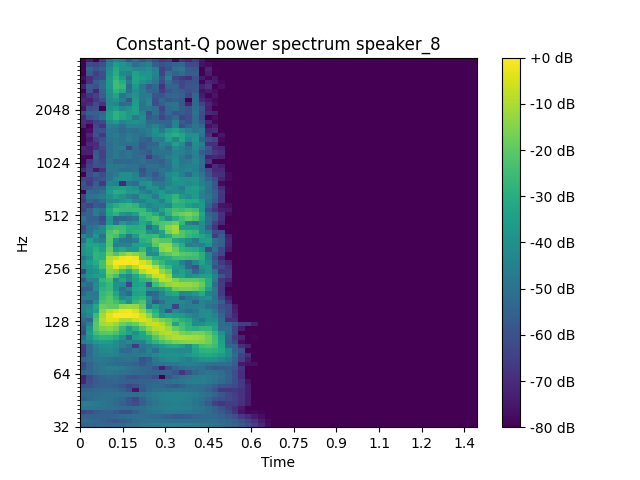 Constant-Q power spectrum speaker_8
+0 dB
2048
-10 dB
1024
-20 dB
512
-30 dB
Hz
-40 dB
256
-50 dB
128
-60 dB
64
-70 dB
32
-80 dB
0 0.15 0.3 0.45 0.6 0.75 0.9 1.1 1.2 1.4
Time